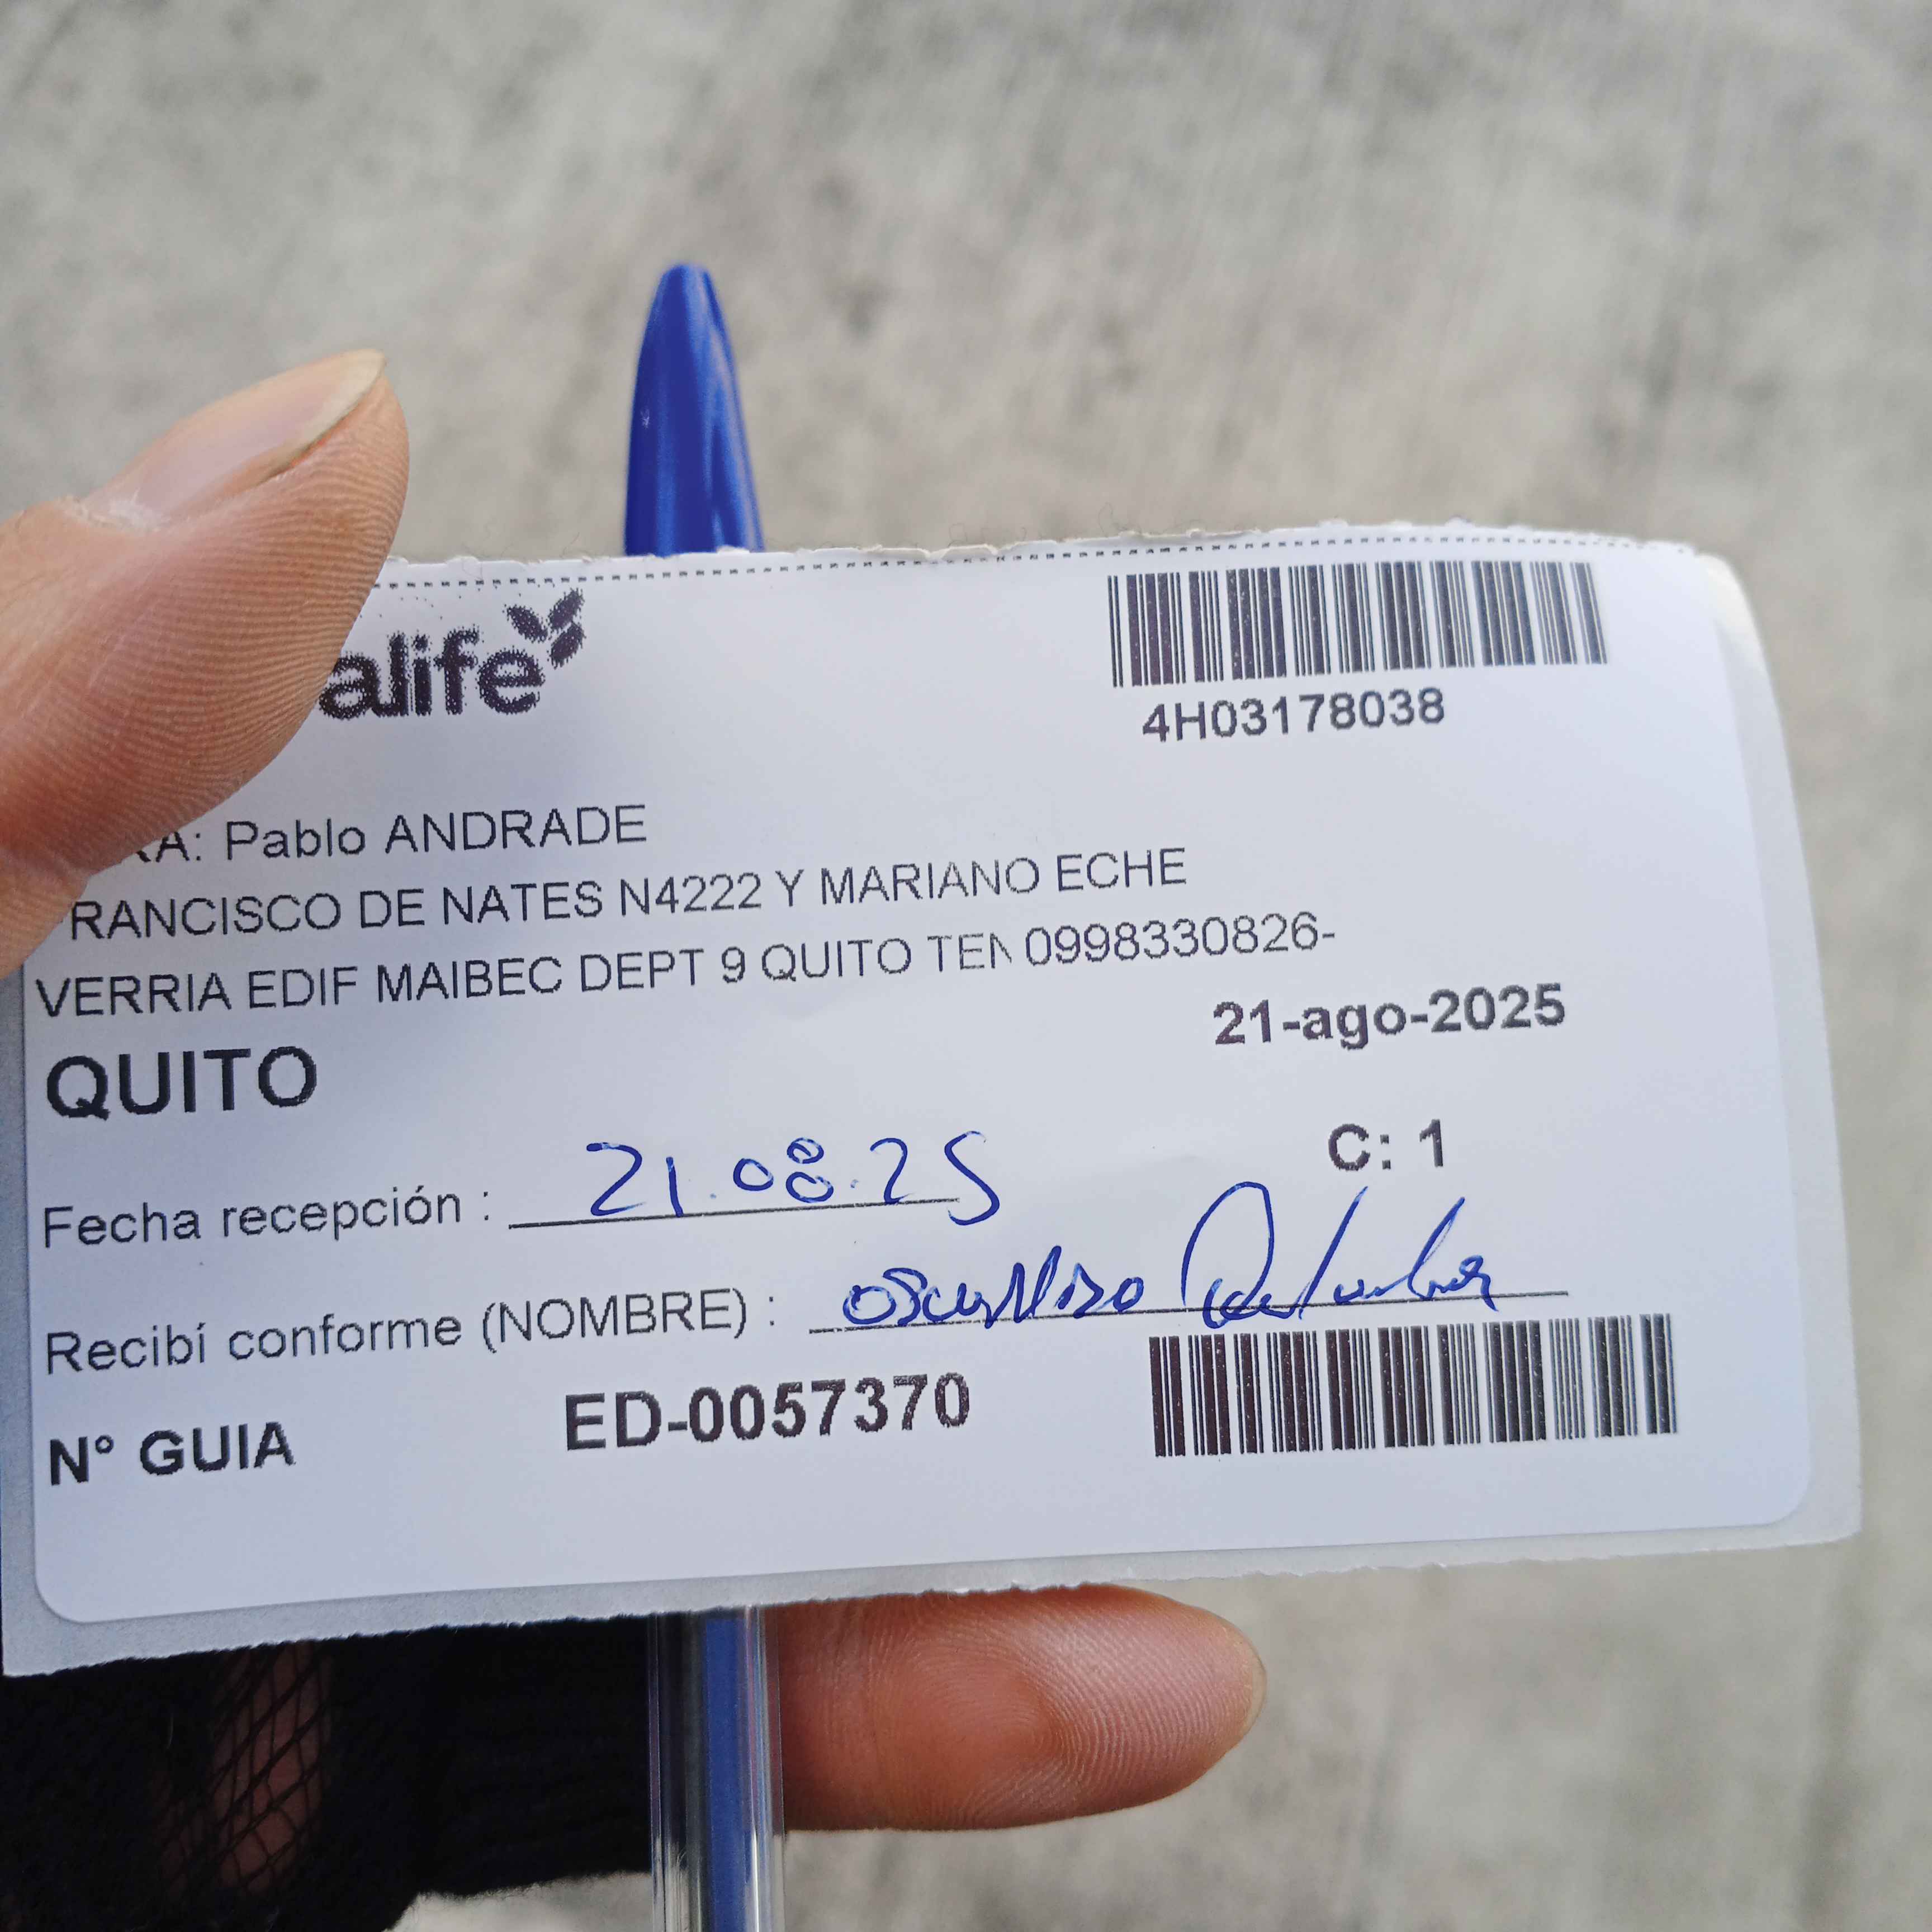 alife
4H03178038
RA: Pablo ANDRADE
RANCISCO DE NATES N4222 Y MARIANO ECHE
VERRIA EDIF MAIBEC DEPT 9 QUITO TEN 0998330826-
21-ago-2025
QUITO
C: 1
Fecha recepción : 21.08.25
Recibí conforme (NOMBRE) :
N° GUIA ED-0057370